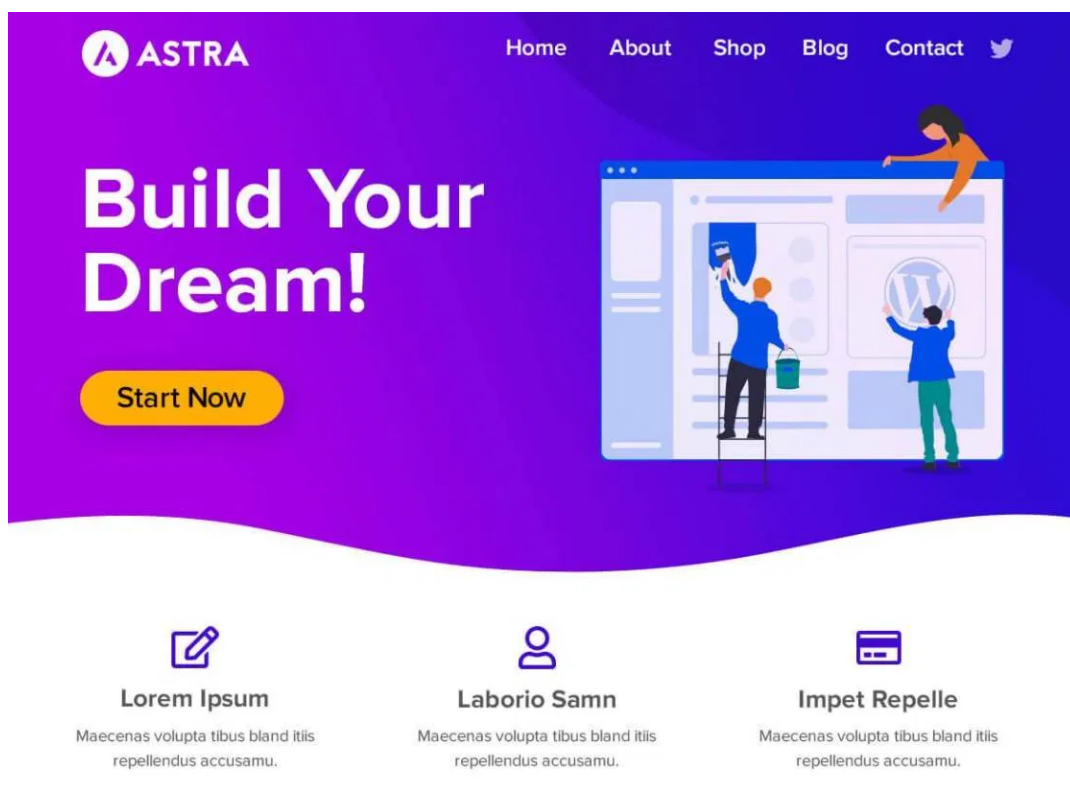 ASTRA
Home About Shop Blog Contact
Build Your
Dream!
Start Now
Lorem Ipsum
Maecenas volupta tibus bland itiis
repellendus accusamu.
Laborio Samn
Maecenas volupta tibus bland itiis
repellendus accusamu.
Impet Repelle
Maecenas volupta tibus bland itiis
repellendus accusamu.